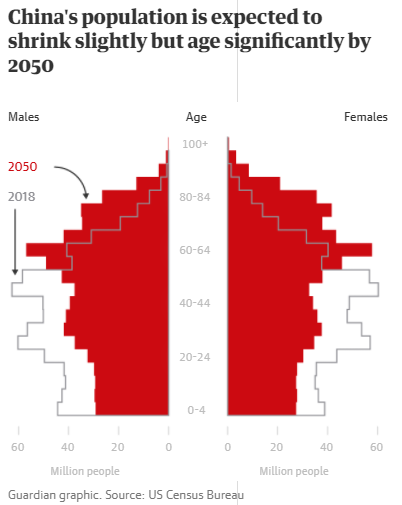 China's population is expected to
shrink slightly but age significantly by
2050
Males Age Females
100+
2050
2018
80-84
60-64
40-44
20-24
0-4
60 40 20 0 0 20 40 60
Million people Million people
Guardian graphic. Source: US Census Bureau